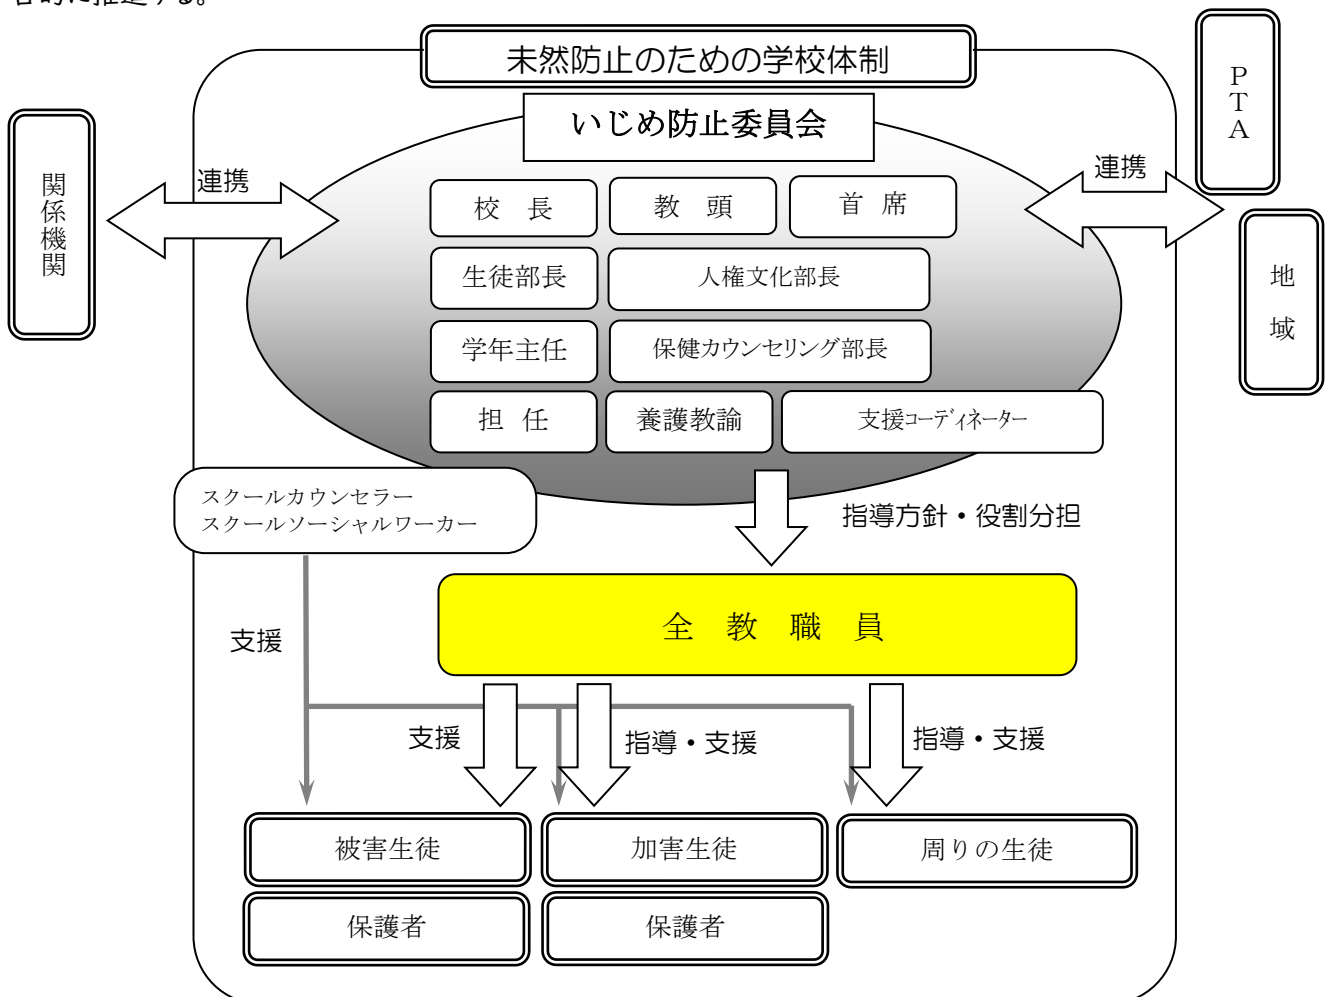 未然防止のための学校体制
いじめ防止委員会
PTA
関係機関
連携
連携
校　長
教　頭
首　席
生徒部長
人権文化部長
地　域
学年主任
保健カウンセリング部長
担　任
養護教諭
支援コーディネーター
スクールカウンセラー
スクールソーシャルワーカー
指導方針・役割分担
全　教　職　員
支援
支援
指導・支援
指導・支援
被害生徒
加害生徒
周りの生徒
保護者
保護者